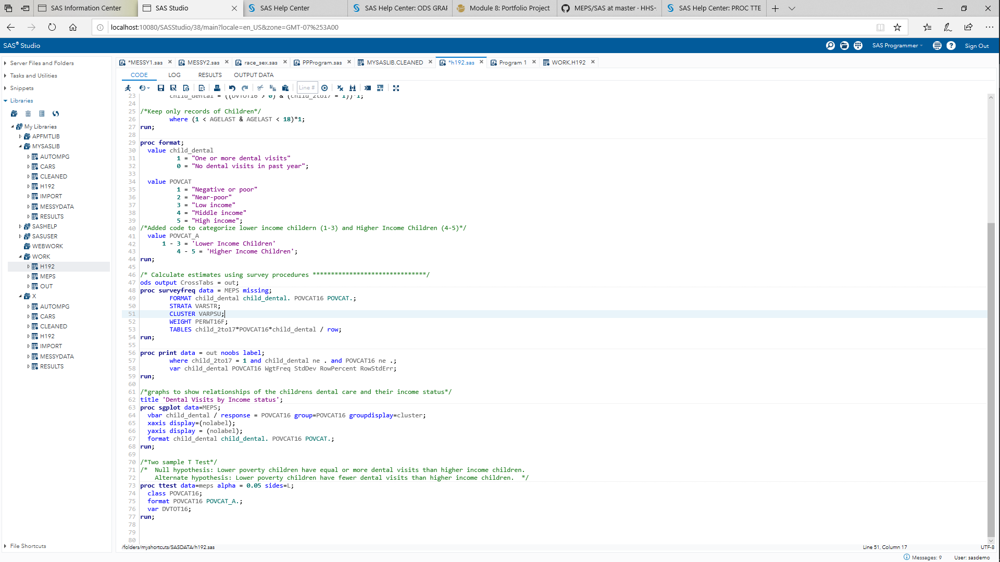 SAS Information Center
SAS Studio
SAS Help Center
SAS Help Center: ODS GRAF
Module 8: Portfolio Project
MEPS/SAS at master · HHS-
SAS Help Center: PROC TTE
localhost:10080/SASStudio/38/main?locale=en_US&zone=GMT-07%253A00
SAS® Studio
SAS Programmer
Sign Out
Server Files and Folders
Tasks and Utilities
Snippets
Libraries
My Libraries
APFMTLIB
MYSASLIB
AUTOMPG
CARS
CLEANED
H192
IMPORT
MESSYDATA
RESULTS
SASHELP
SASUSER
WEBWORK
WORK
H192
MEPS
OUT
X
AUTOMPG
CARS
CLEANED
H192
IMPORT
MESSYDATA
RESULTS
File Shortcuts
*MESSY1.sas
MESSY2.sas
race_sex.sas
PPProgram.sas
MYSASLIB.CLEANED
*h192.sas
Program 1
WORK.H192
CODE LOG RESULTS OUTPUT DATA
Line #
23 child_dental = ((DVTOT16 > 0) & (child_2to17 = 1))*1;
24
25 /*Keep only records of Children*/
26 where (1 < AGELAST & AGELAST < 18)*1;
27 run;
28
29 proc format;
30 value child_dental
31 1 = "One or more dental visits"
32 0 = "No dental visits in past year";
33
34 value POVCAT
35 1 = "Negative or poor"
36 2 = "Near-poor"
37 3 = "Low income"
38 4 = "Middle income"
39 5 = "High income";
40 /*Added code to categorize lower income childern (1-3) and Higher Income Children (4-5)*/
41 value POVCAT_A
42 1 - 3 = 'Lower Income Children'
43 4 - 5 = 'Higher Income Children';
44 run;
45
46 /* Calculate estimates using survey procedures *******************************/
47 ods output CrossTabs = out;
48 proc surveyfreq data = MEPS missing;
49 FORMAT child_dental child_dental. POVCAT16 POVCAT.;
50 STRATA VARSTR;
51 CLUSTER VARPSU;
52 WEIGHT PERWT16F;
53 TABLES child_2to17*POVCAT16*child_dental / row;
54 run;
55
56 proc print data = out noobs label;
57 where child_2to17 = 1 and child_dental ne . and POVCAT16 ne .;
58 var child_dental POVCAT16 WgtFreq StdDev RowPercent RowStdErr;
59 run;
60
61 /*graphs to show relationships of the childrens dental care and their income status*/
62 title 'Dental Visits by Income status';
63 proc sgplot data=MEPS;
64 vbar child_dental / response = POVCAT16 group=POVCAT16 groupdisplay=cluster;
65 xaxis display=(nolabel);
66 yaxis display = (nolabel);
67 format child_dental child_dental. POVCAT16 POVCAT.;
68 run;
69
70 /*Two sample T Test*/
71 /* Null hypothesis: Lower poverty children have equal or more dental visits than higher income children.
72 Alternate hypothesis: Lower poverty children have fewer dental visits than higher income children. */
73 proc ttest data=meps alpha = 0.05 sides=L;
74 class POVCAT16;
75 format POVCAT16 POVCAT_A.;
76 var DVTOT16;
77 run;
78
79
80
/folders/myshortcuts/SASDATA/h192.sas
Line 51, Column 17
UTF-8
Messages: 9
User: sasdemo